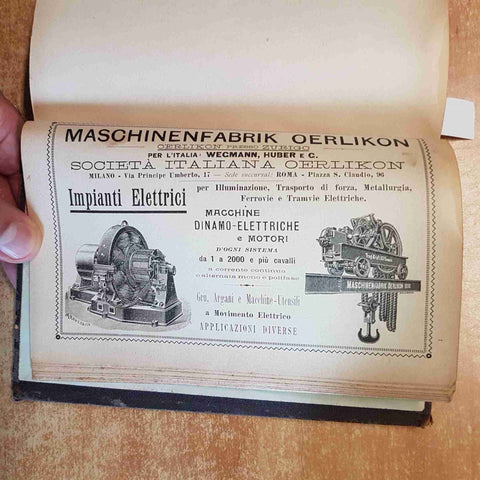 MASCHINENFABRIK OERLIKON
OERLIKON PRESSO ZURIGO
PER L'ITALIA: WEGMANN, HUBER E C.
SOCIETÀ ITALIANA OERLIKON
MILANO - Via Principe Umberto, 17 — Sede succursal: ROMA - Piazza S. Claudio, 96
Impianti Elettrici
per Illuminazione, Trasporto di forza, Metallurgia,
Ferrovie e Tramvie Elettriche.
MACCHINE
DINAMO-ELETTRICHE
e MOTORI
D'OGNI SISTEMA
da 1 a 2000 e più cavalli
a corrente continua
e alternata mono e polifase
Gru, Argani e Macchine-Utensili
a Movimento Elettrico
APPLICAZIONI DIVERSE
MASCHINENFABRIK OERLIKON